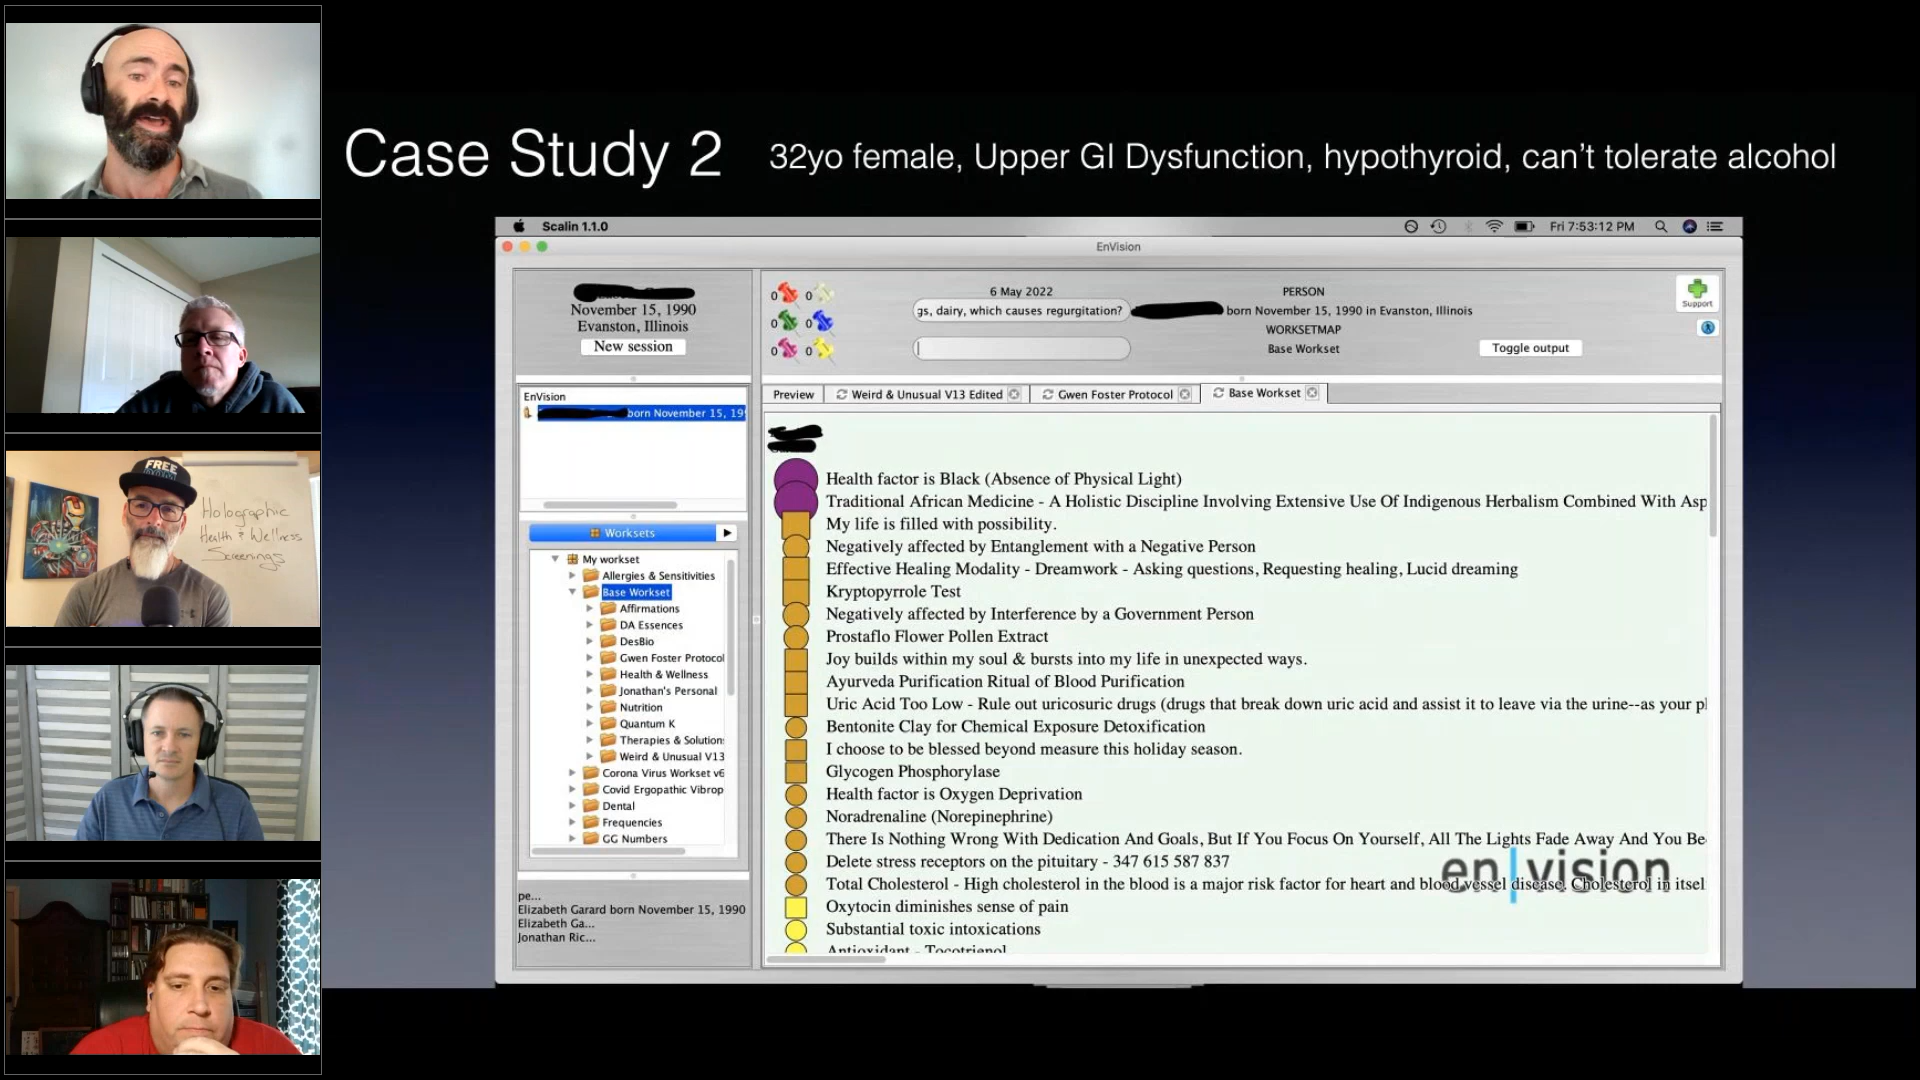 Case Study 2
32yo female, Upper GI Dysfunction, hypothyroid, can't tolerate alcohol
FREE
Holographic
Health & Wellness
Screenings
Scalin 1.1.0
Fri 7:53:12 PM
EnVision
November 15, 1990
Evanston, Illinois
New session
0 0
0 0
0 0
6 May 2022
gs, dairy, which causes regurgitation?
PERSON
born November 15, 1990 in Evanston, Illinois
WORKSETMAP
Base Workset
Toggle output
Support
EnVision
born November 15, 19
Worksets
My workset
Allergies & Sensitivities
Base Workset
Affirmations
DA Essences
DesBio
Gwen Foster Protocol
Health & Wellness
Jonathan's Personal
Nutrition
Quantum K
Therapies & Solution
Weird & Unusual V13
Corona Virus Workset v6
Covid Ergopathic Vibrop
Dental
Frequencies
GG Numbers
pe...
Elizabeth Garard born November 15, 1990
Elizabeth Ga...
Jonathan Ric...
Preview
Weird & Unusual V13 Edited
Gwen Foster Protocol
Base Workset
Health factor is Black (Absence of Physical Light)
Traditional African Medicine - A Holistic Discipline Involving Extensive Use Of Indigenous Herbalism Combined With Asp
My life is filled with possibility.
Negatively affected by Entanglement with a Negative Person
Effective Healing Modality - Dreamwork - Asking questions, Requesting healing, Lucid dreaming
Kryptopyrrole Test
Negatively affected by Interference by a Government Person
Prostaflo Flower Pollen Extract
Joy builds within my soul & bursts into my life in unexpected ways.
Ayurveda Purification Ritual of Blood Purification
Uric Acid Too Low - Rule out uricosuric drugs (drugs that break down uric acid and assist it to leave via the urine--as your pl
Bentonite Clay for Chemical Exposure Detoxification
I choose to be blessed beyond measure this holiday season.
Glycogen Phosphorylase
Health factor is Oxygen Deprivation
Noradrenaline (Norepinephrine)
There Is Nothing Wrong With Dedication And Goals, But If You Focus On Yourself, All The Lights Fade Away And You Be
Delete stress receptors on the pituitary - 347 615 587 837
Total Cholesterol - High cholesterol in the blood is a major risk factor for heart and blood vessel disease. Cholesterol in itsel
Oxytocin diminishes sense of pain
Substantial toxic intoxications
Antioxidant - Tocotrienol
en|vision